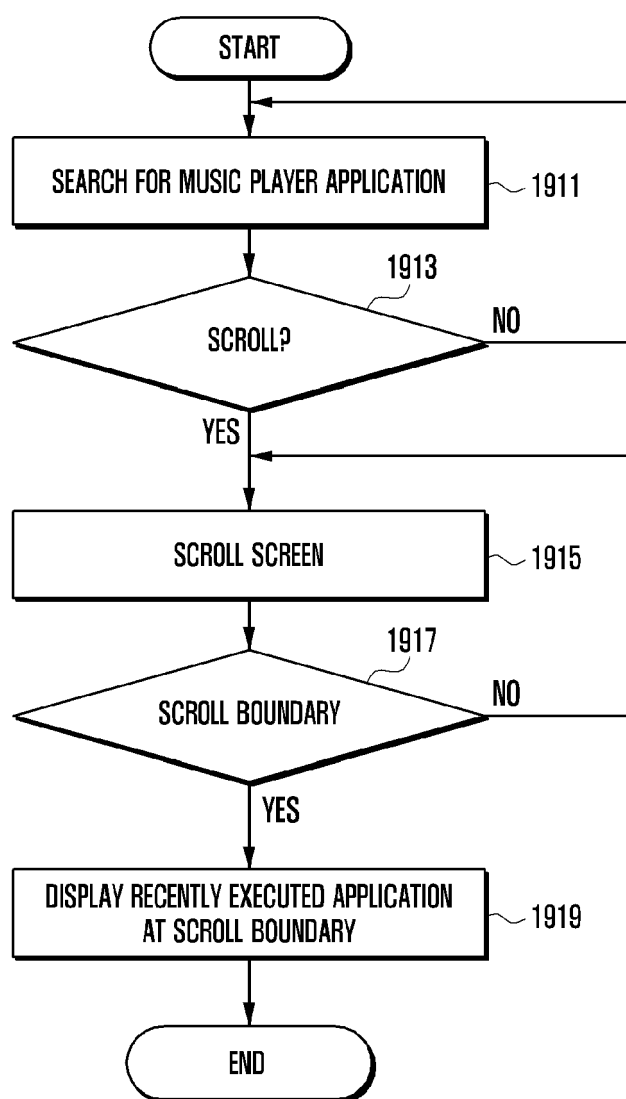 START
SEARCH FOR MUSIC PLAYER APPLICATION
1911
1913
SCROLL?
NO
YES
SCROLL SCREEN
1915
1917
SCROLL BOUNDARY
NO
YES
DISPLAY RECENTLY EXECUTED APPLICATION
AT SCROLL BOUNDARY
1919
END